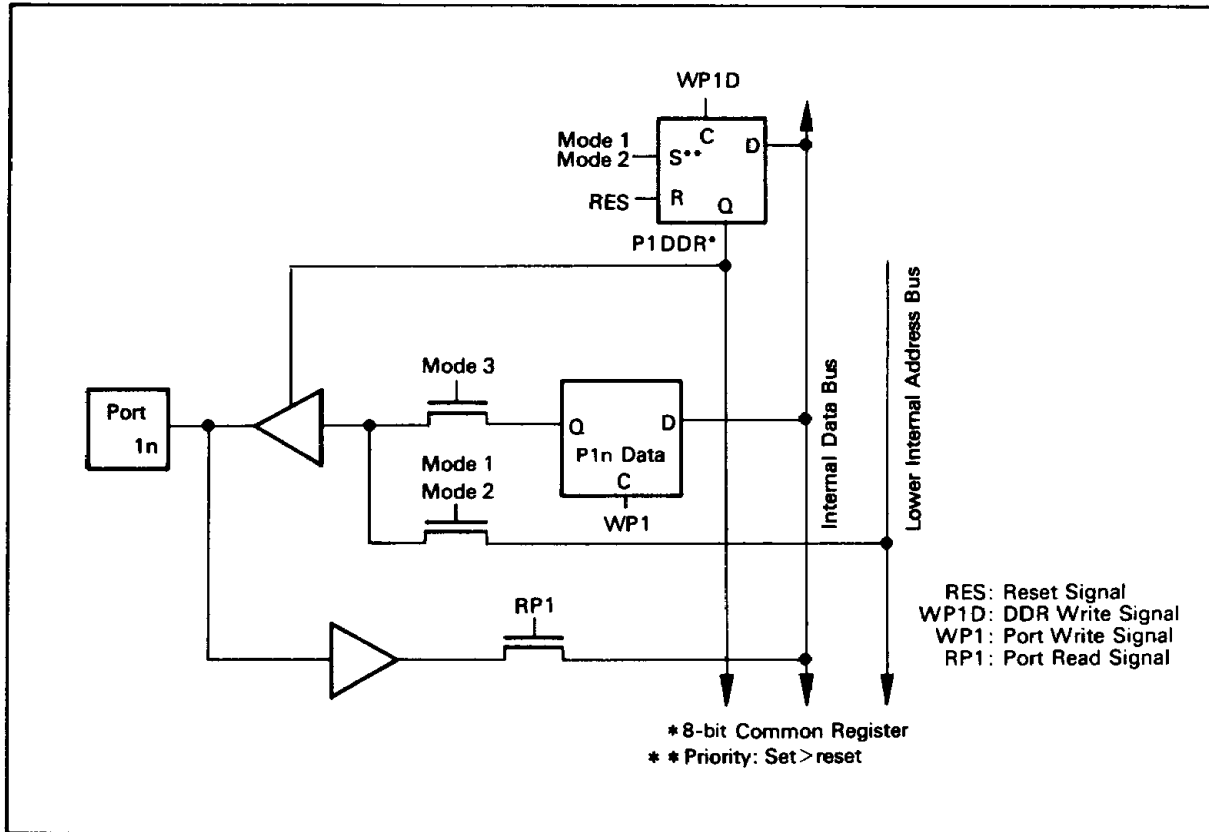 WP1D
C
Mode 1
Mode 2
S**
D
RES
R
Q
P1DDR*
Mode 3
Port
1n
Q
D
P1n Data
C
Mode 1
Mode 2
WP1
RP1
Internal Data Bus
Lower Internal Address Bus
RES: Reset Signal
WP1D: DDR Write Signal
WP1: Port Write Signal
RP1: Port Read Signal
*8-bit Common Register
**Priority: Set>reset